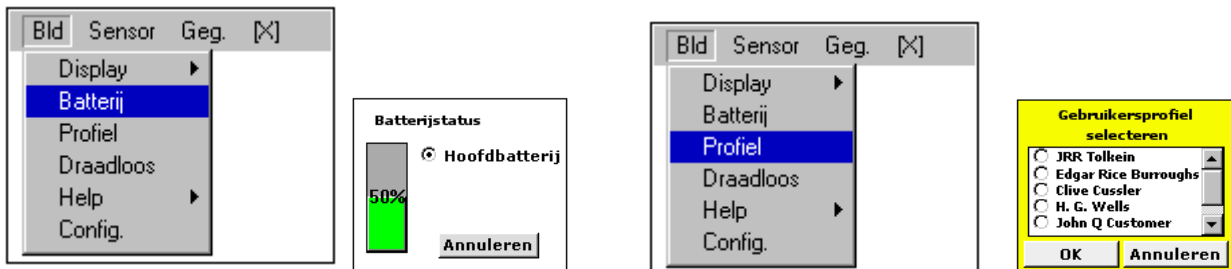 Bld Sensor Geg. [X]
Display
Batterij
Profiel
Draadloos
Help
Config.
Batterijstatus
Hoofdbatterij
50%
Annuleren
Bld Sensor Geg. [X]
Display
Batterij
Profiel
Draadloos
Help
Config.
Gebruikersprofiel
selecteren
JRR Tolkein
Edgar Rice Burroughs
Clive Cussler
H. G. Wells
John Q Customer
OK Annuleren